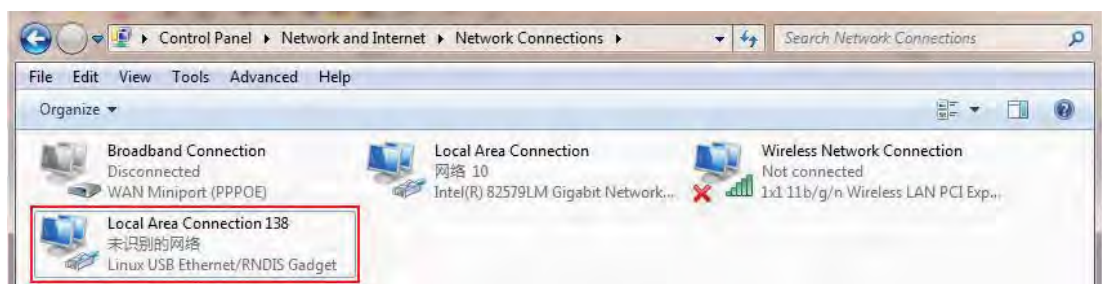 Control Panel ▸ Network and Internet ▸ Network Connections ▸
Search Network Connections
File Edit View Tools Advanced Help
Organize
Broadband Connection
Disconnected
WAN Miniport (PPPOE)
Local Area Connection
网络 10
Intel(R) 82579LM Gigabit Network...
Wireless Network Connection
Not connected
1x1 11b/g/n Wireless LAN PCI Exp...
Local Area Connection 138
未识别的网络
Linux USB Ethernet/RNDIS Gadget